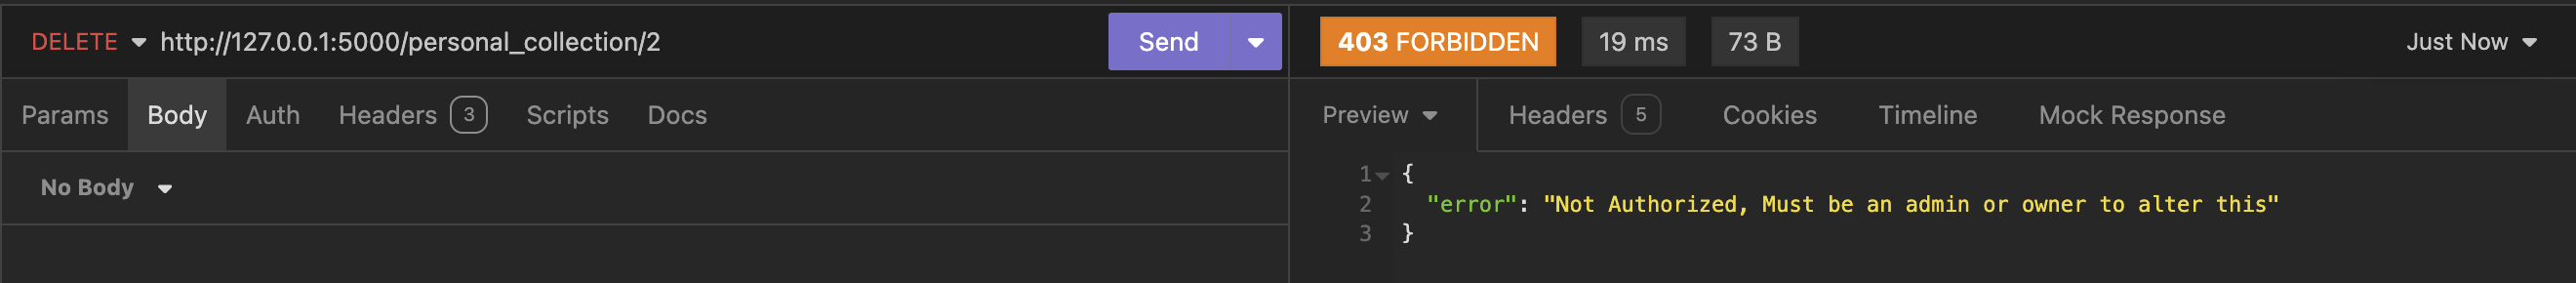 DELETE http://127.0.0.1:5000/personal_collection/2 Send
403 FORBIDDEN 19 ms 73 B Just Now
Params Body Auth Headers 3 Scripts Docs
Preview Headers 5 Cookies Timeline Mock Response
No Body
1 {
2 "error": "Not Authorized, Must be an admin or owner to alter this"
3 }